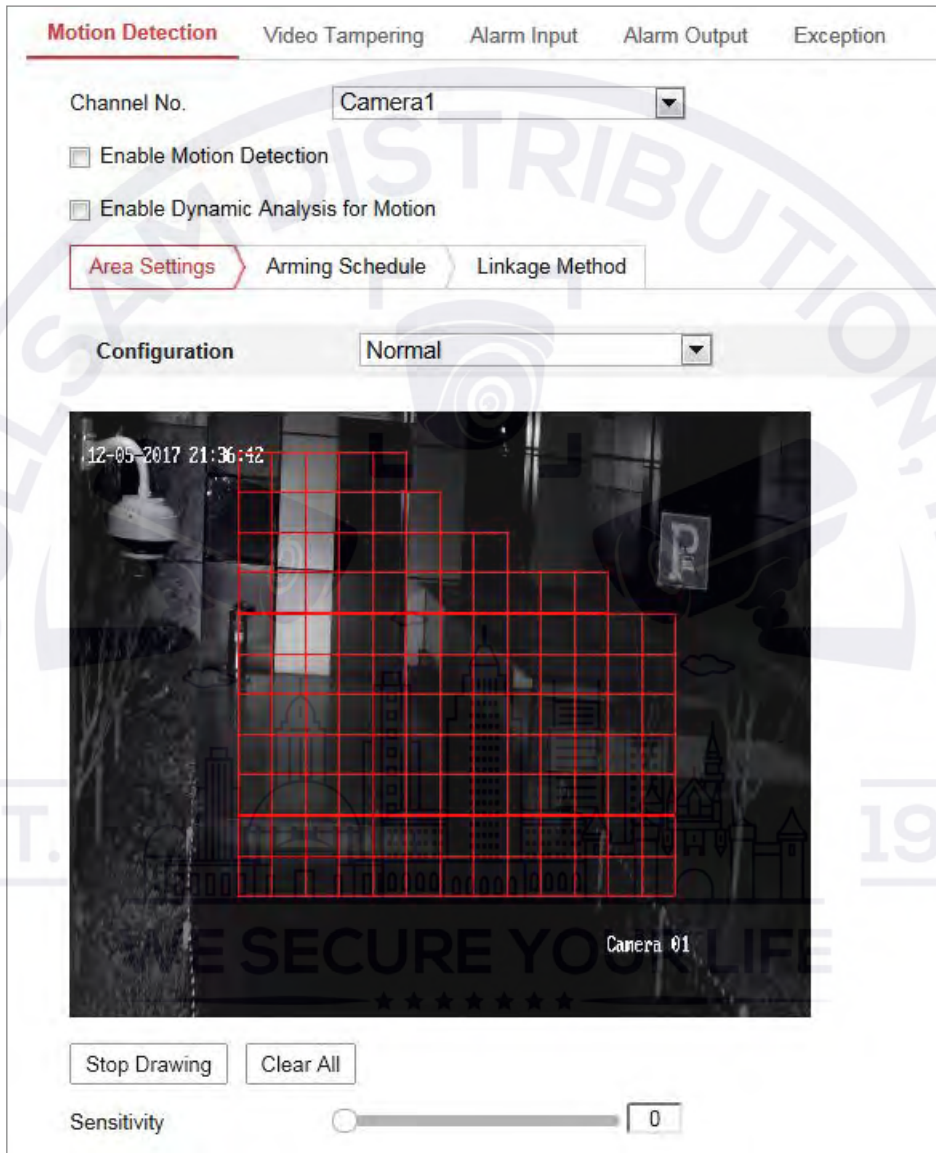 Motion Detection Video Tampering Alarm Input Alarm Output Exception
Channel No. Camera1
Enable Motion Detection
Enable Dynamic Analysis for Motion
Area Settings Arming Schedule Linkage Method
Configuration Normal
12-05-2017 21:36:42
P
Camera 01
WE SECURE YOUR LIFE
Stop Drawing Clear All
Sensitivity 0
DISTRIBUTION,
T.
19